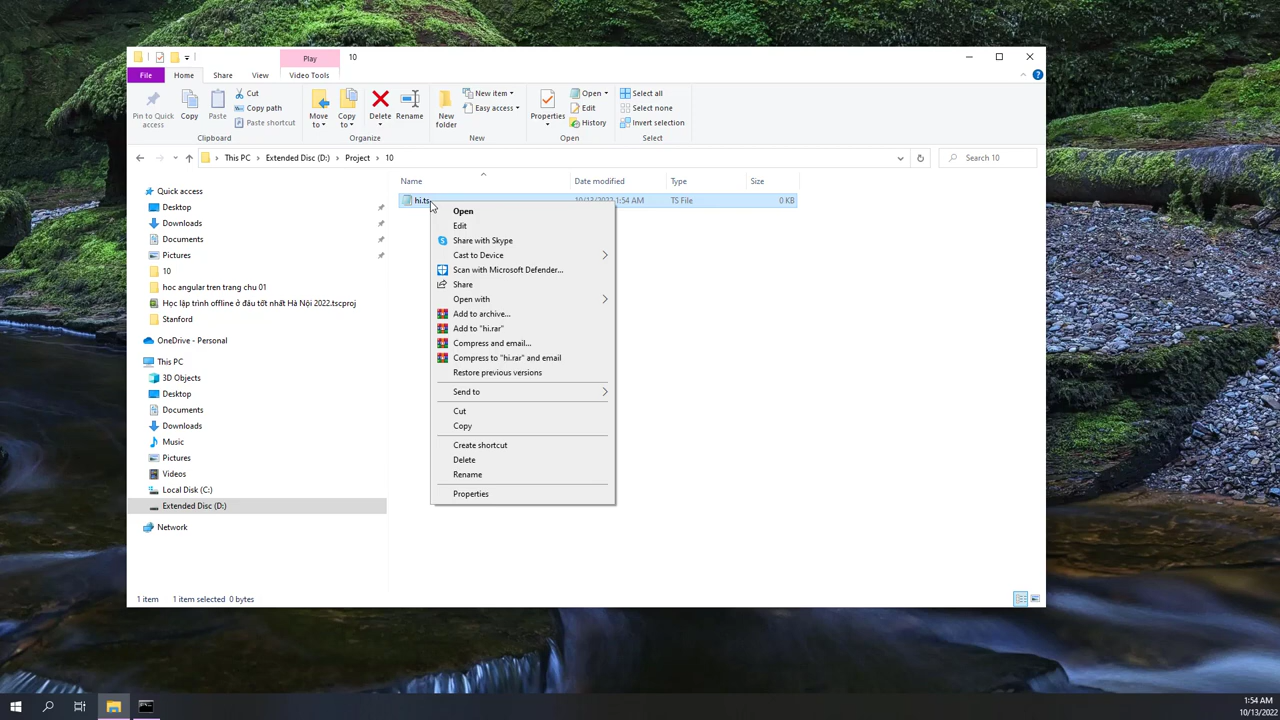 Play
10
File
Home
Share
View
Video Tools
Pin to Quick
access
Copy
Paste
Cut
Copy path
Paste shortcut
Clipboard
Move
to
Copy
to
Delete
Rename
Organize
New
folder
New item
Easy access
New
Properties
Open
Edit
History
Open
Select all
Select none
Invert selection
Select
This PC
Extended Disc (D:)
Project
10
Search 10
Name
Date modified
Type
Size
hi.ts
10/13/2022 1:54 AM
TS File
0 KB
Quick access
Desktop
Downloads
Documents
Pictures
10
hoc angular tren trang chu 01
Học lập trình offline ở đâu tốt nhất Hà Nội 2022.tscproj
Stanford
OneDrive - Personal
This PC
3D Objects
Desktop
Documents
Downloads
Music
Pictures
Videos
Local Disk (C:)
Extended Disc (D:)
Network
Open
Edit
Share with Skype
Cast to Device
Scan with Microsoft Defender...
Share
Open with
Add to archive...
Add to "hi.rar"
Compress and email...
Compress to "hi.rar" and email
Restore previous versions
Send to
Cut
Copy
Create shortcut
Delete
Rename
Properties
1 item
1 item selected 0 bytes
1:54 AM
10/13/2022